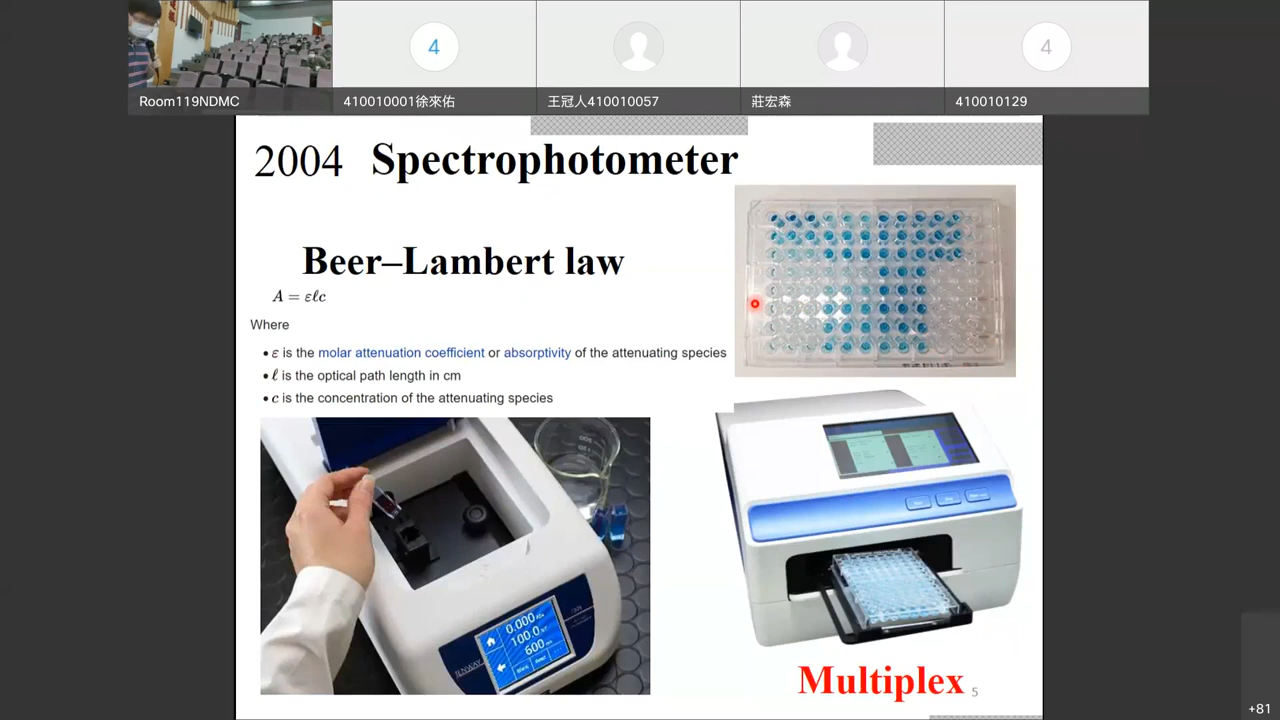 4
4
Room119NDMC
410010001徐來佑
王冠人410010057
莊宏森
410010129
2004 Spectrophotometer
Beer–Lambert law
A = εℓc
Where
• ε is the molar attenuation coefficient or absorptivity of the attenuating species
• ℓ is the optical path length in cm
• c is the concentration of the attenuating species
JENWAY
0.000
100.0
600
Multiplex
5
+81